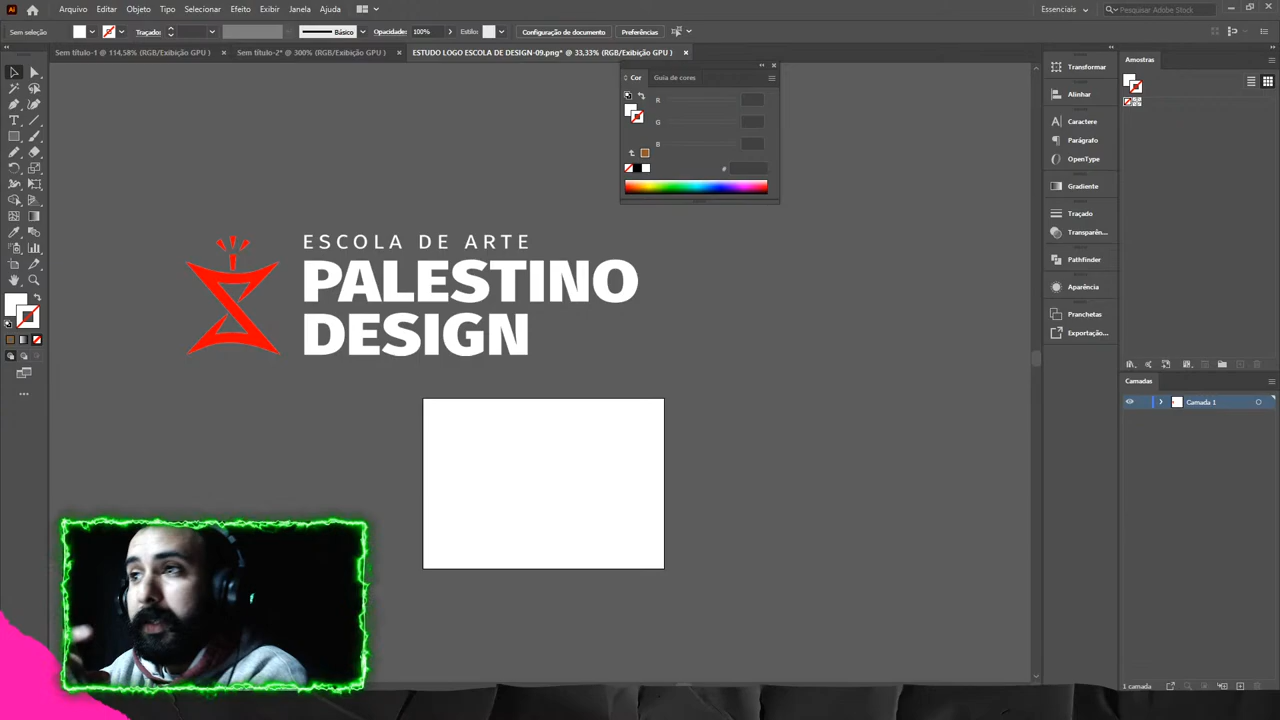 Ai Arquivo Editar Objeto Tipo Selecionar Efeito Exibir Janela Ajuda Essenciais Pesquisar Adobe Stock
Sem seleção Traçado: Básico Opacidade: 100% Estilo: Configuração de documento Preferências
Sem título-1 @ 114,58% (RGB/Exibição GPU ) × Sem título-2* @ 300% (RGB/Exibição GPU ) × ESTUDO LOGO ESCOLA DE DESIGN-09.png* @ 33,33% (RGB/Exibição GPU ) ×
Cor Guia de cores
R
G
B
#
ESCOLA DE ARTE
PALESTINO
DESIGN
Transformar
Alinhar
Caractere
Parágrafo
OpenType
Gradiente
Traçado
Transparên...
Pathfinder
Aparência
Pranchetas
Exportação...
Amostras
Camadas
Camada 1
1 camada